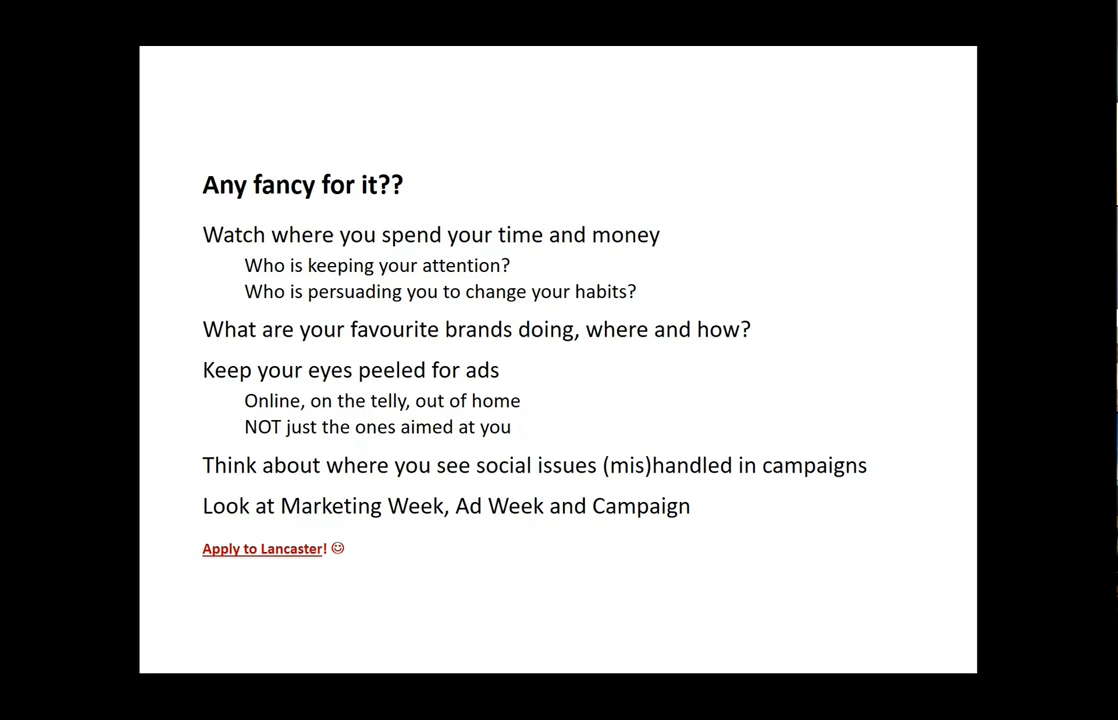 Any fancy for it??
Watch where you spend your time and money
Who is keeping your attention?
Who is persuading you to change your habits?
What are your favourite brands doing, where and how?
Keep your eyes peeled for ads
Online, on the telly, out of home
NOT just the ones aimed at you
Think about where you see social issues (mis)handled in campaigns
Look at Marketing Week, Ad Week and Campaign
Apply to Lancaster! ☺